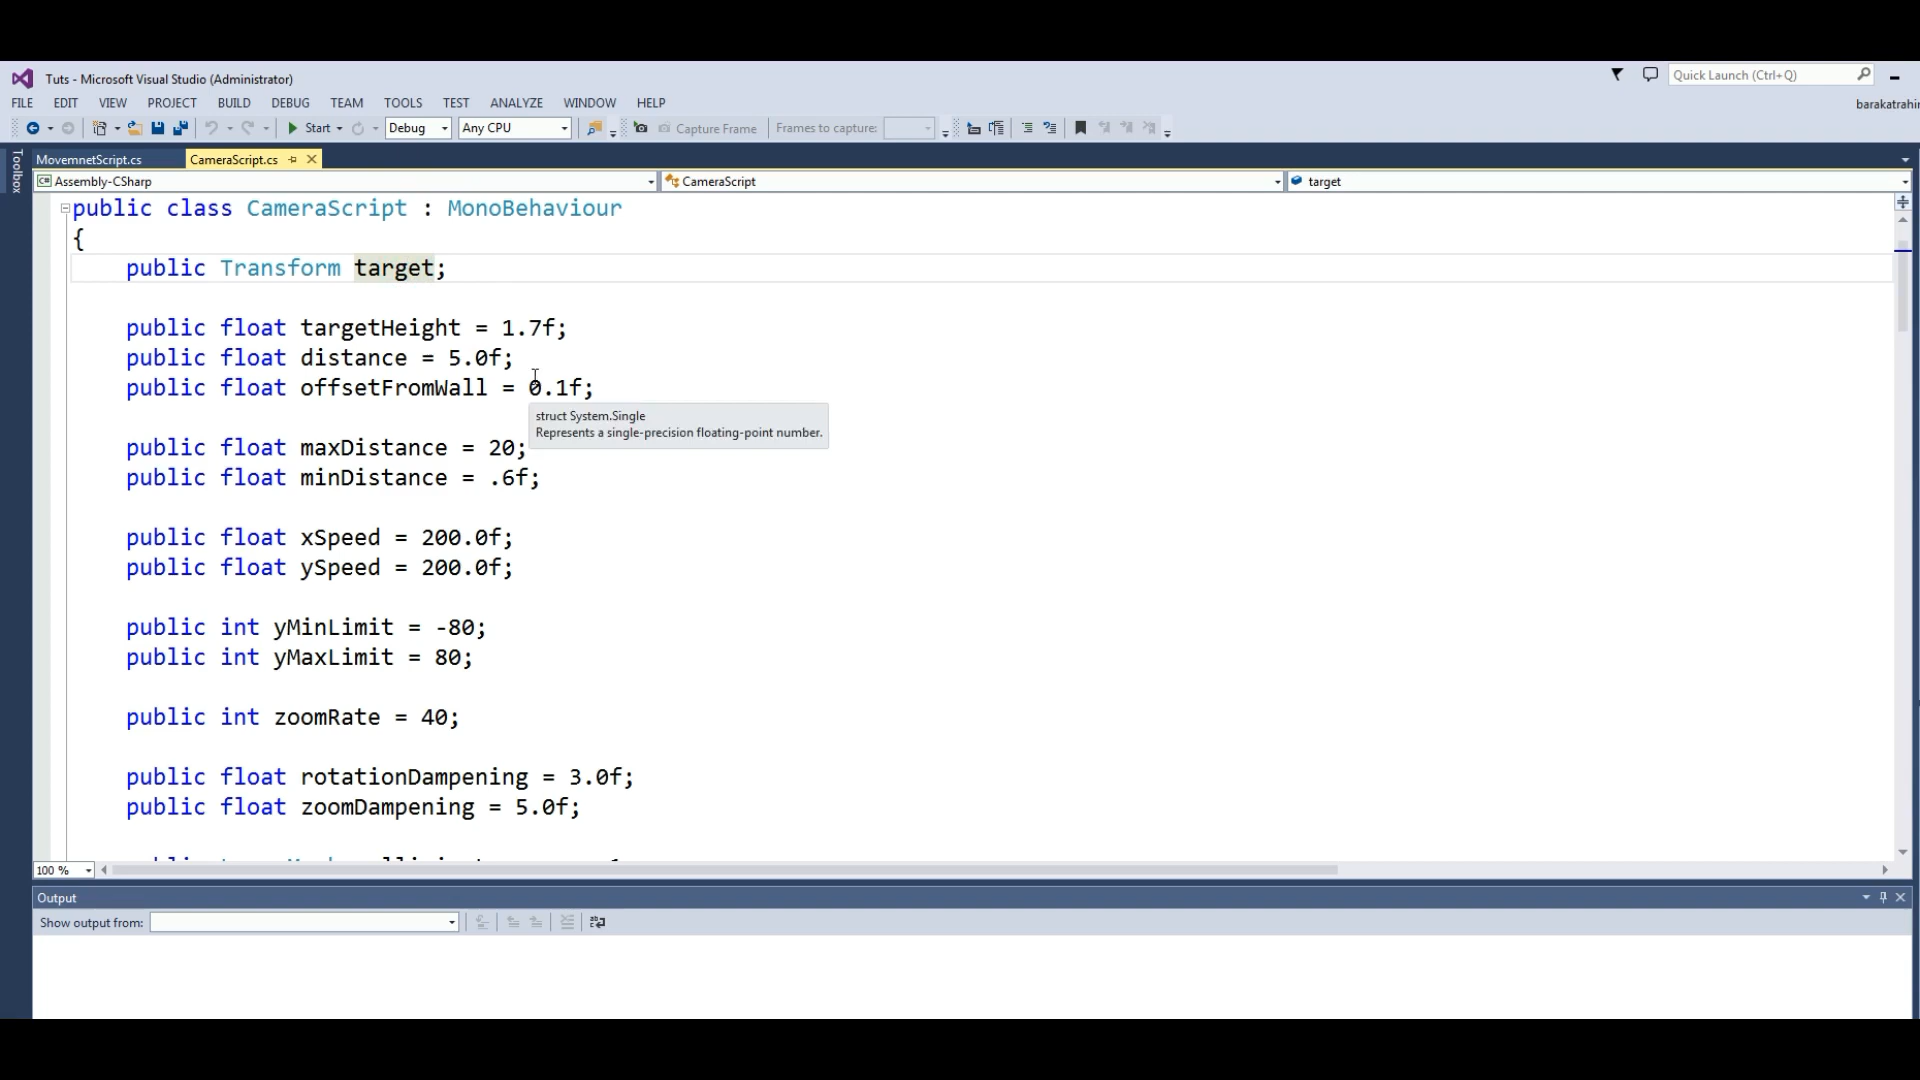 Tuts - Microsoft Visual Studio (Administrator)
Quick Launch (Ctrl+Q)
FILE EDIT VIEW PROJECT BUILD DEBUG TEAM TOOLS TEST ANALYZE WINDOW HELP
barakatrahin
Start Debug Any CPU Capture Frame Frames to capture:
Toolbox
MovemnetScript.cs CameraScript.cs
Assembly-CSharp CameraScript target
public class CameraScript : MonoBehaviour
{
public Transform target;
public float targetHeight = 1.7f;
public float distance = 5.0f;
public float offsetFromWall = 0.1f;
struct System.Single
Represents a single-precision floating-point number.
public float maxDistance = 20;
public float minDistance = .6f;
public float xSpeed = 200.0f;
public float ySpeed = 200.0f;
public int yMinLimit = -80;
public int yMaxLimit = 80;
public int zoomRate = 40;
public float rotationDampening = 3.0f;
public float zoomDampening = 5.0f;
100 %
Output
Show output from: